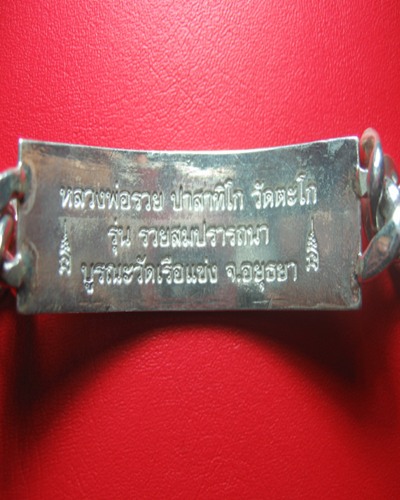 หลวงพ่อรวย ปาสาทิโก วัดตะโก
รุ่น รวยสมปรารถนา
บูรณะวัดเรือแข่ง จ.อยุธยา